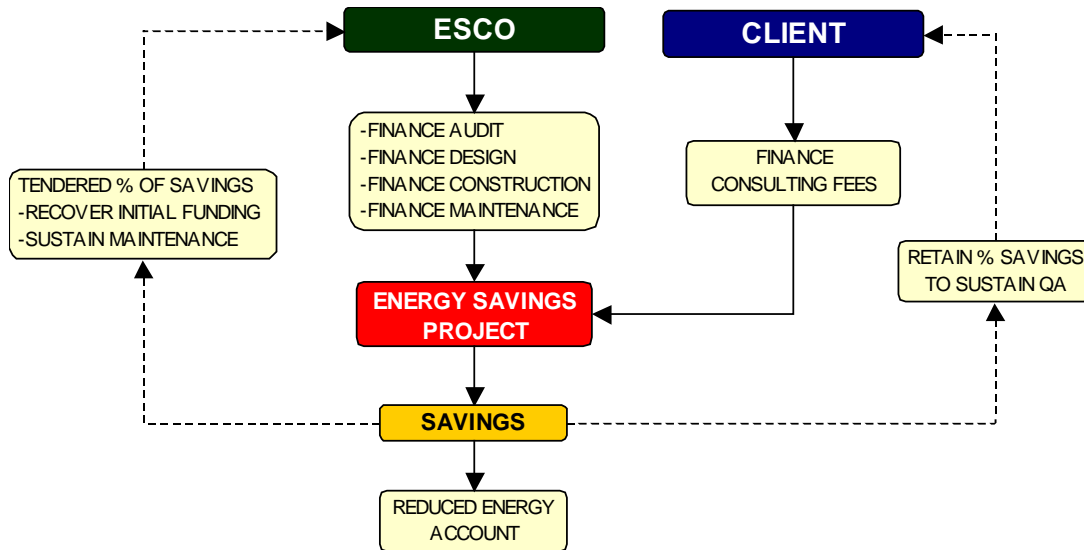 ESCO
CLIENT
-FINANCE AUDIT
-FINANCE DESIGN
-FINANCE CONSTRUCTION
-FINANCE MAINTENANCE
FINANCE
CONSULTING FEES
TENDERED % OF SAVINGS
-RECOVER INITIAL FUNDING
-SUSTAIN MAINTENANCE
RETAIN % SAVINGS
TO SUSTAIN QA
ENERGY SAVINGS
PROJECT
SAVINGS
REDUCED ENERGY
ACCOUNT